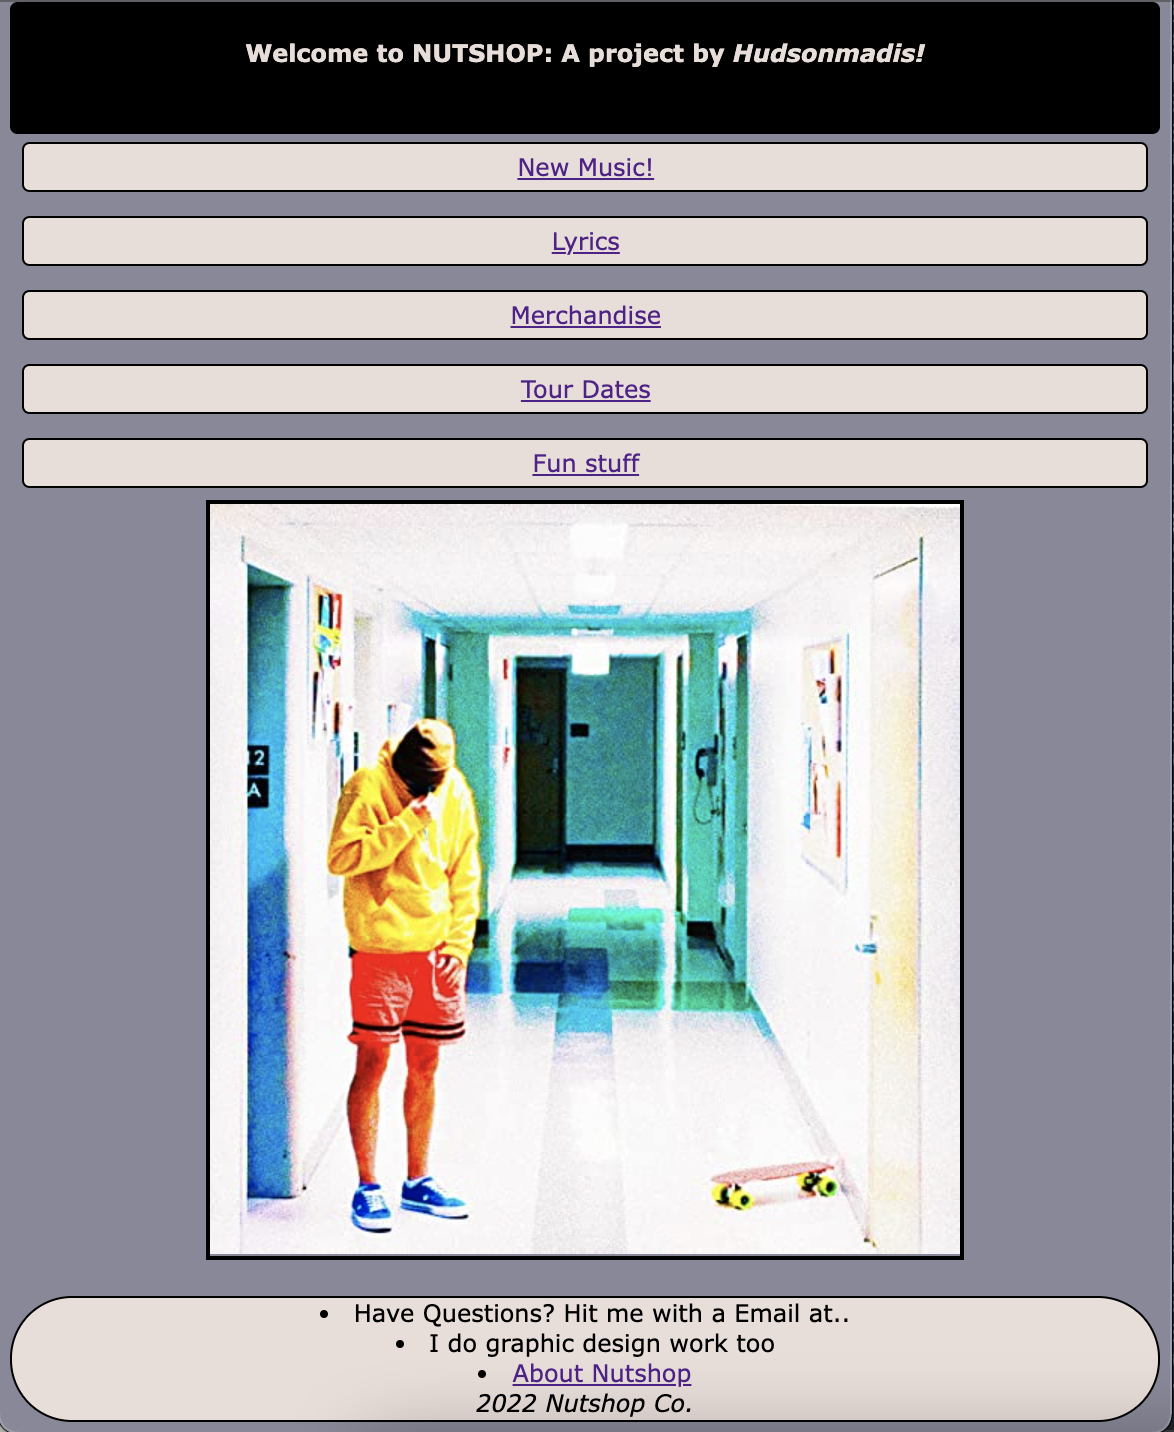 Welcome to NUTSHOP: A project by Hudsonmadis!
New Music!
Lyrics
Merchandise
Tour Dates
Fun stuff
12
A
• Have Questions? Hit me with a Email at..
• I do graphic design work too
• About Nutshop
2022 Nutshop Co.